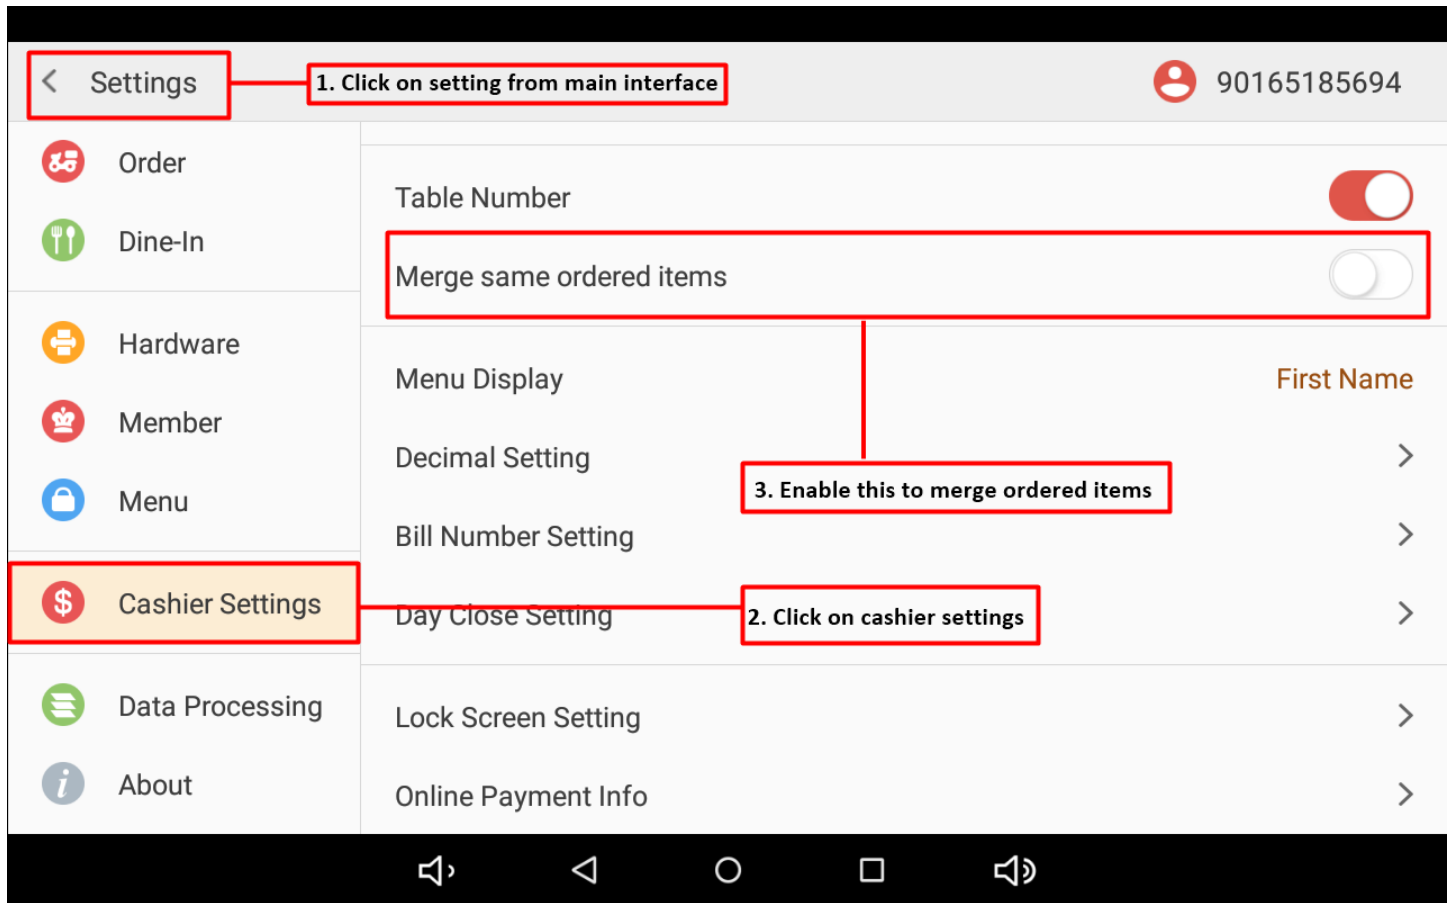 Settings
1. Click on setting from main interface
90165185694
Order
Dine-In
Hardware
Member
Menu
Cashier Settings
Data Processing
About
Table Number
Merge same ordered items
Menu Display
First Name
Decimal Setting
3. Enable this to merge ordered items
Bill Number Setting
Day Close Setting
2. Click on cashier settings
Lock Screen Setting
Online Payment Info